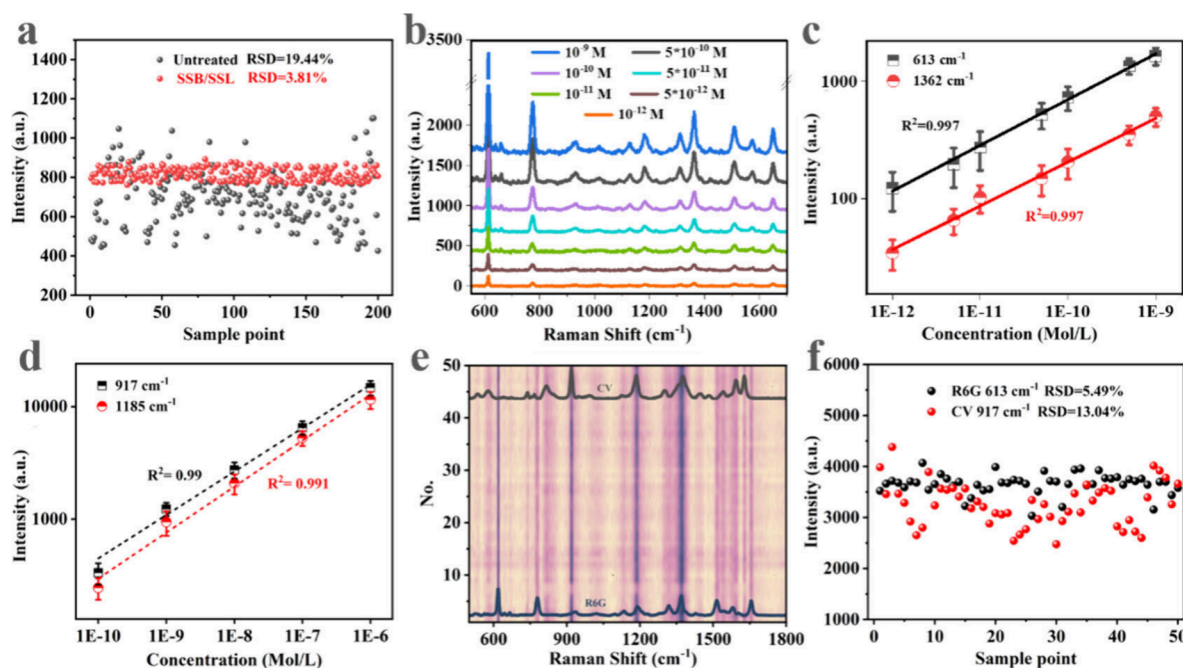 a
Untreated RSD=19.44%
SSB/SSL RSD=3.81%
1400
1200
1000
800
600
400
200
0 50 100 150 200
Intensity (a.u.)
Sample point
b
10⁻⁹ M 5*10⁻¹⁰ M
10⁻¹⁰ M 5*10⁻¹¹ M
10⁻¹¹ M 5*10⁻¹² M
10⁻¹² M
3500
2000
1500
1000
500
0
600 800 1000 1200 1400 1600
Intensity (a.u.)
Raman Shift (cm⁻¹)
c
613 cm⁻¹
1362 cm⁻¹
R²=0.997
R²=0.997
1000
100
1E-12 1E-11 1E-10 1E-9
Intensity (a.u.)
Concentration (Mol/L)
d
917 cm⁻¹
1185 cm⁻¹
R²= 0.99
R²= 0.991
10000
1000
1E-10 1E-9 1E-8 1E-7 1E-6
Intensity (a.u.)
Concentration (Mol/L)
e
CV
R6G
50
40
30
20
10
600 900 1200 1500 1800
No.
Raman Shift (cm⁻¹)
f
R6G 613 cm⁻¹ RSD=5.49%
CV 917 cm⁻¹ RSD=13.04%
6000
5000
4000
3000
2000
1000
0 10 20 30 40 50
Intensity (a.u.)
Sample point